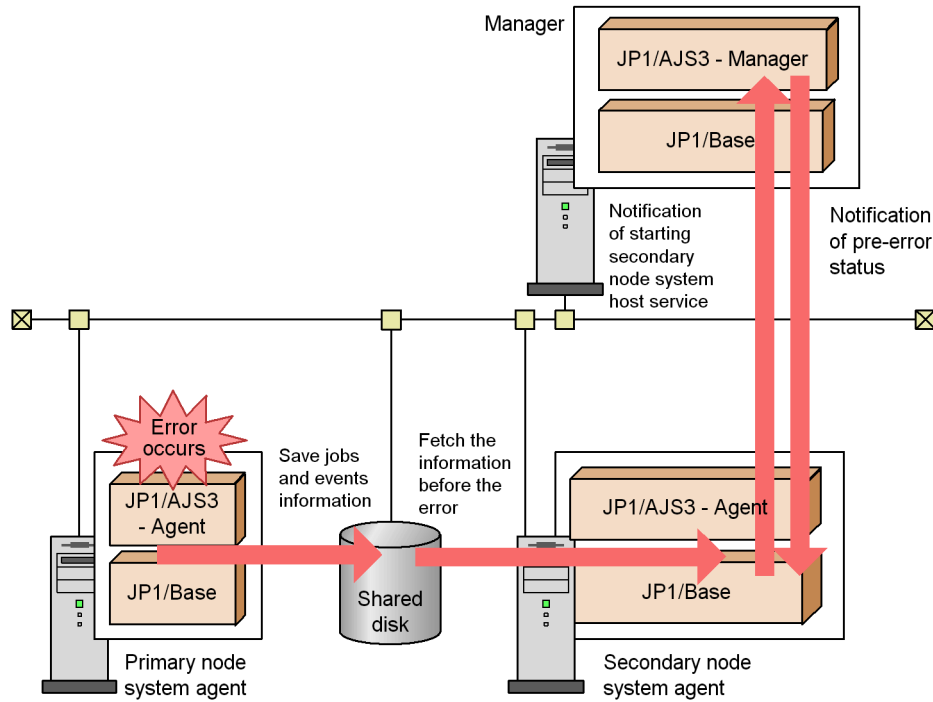 Manager
JP1/AJS3 - Manager
JP1/Base
Notification
of starting
secondary
node system
host service
Notification
of pre-error
status
Error
occurs
Save jobs
and events
information
Fetch the
information
before the
error
JP1/AJS3
- Agent
JP1/Base
Shared
disk
JP1/AJS3 - Agent
JP1/Base
Primary node
system agent
Secondary node
system agent